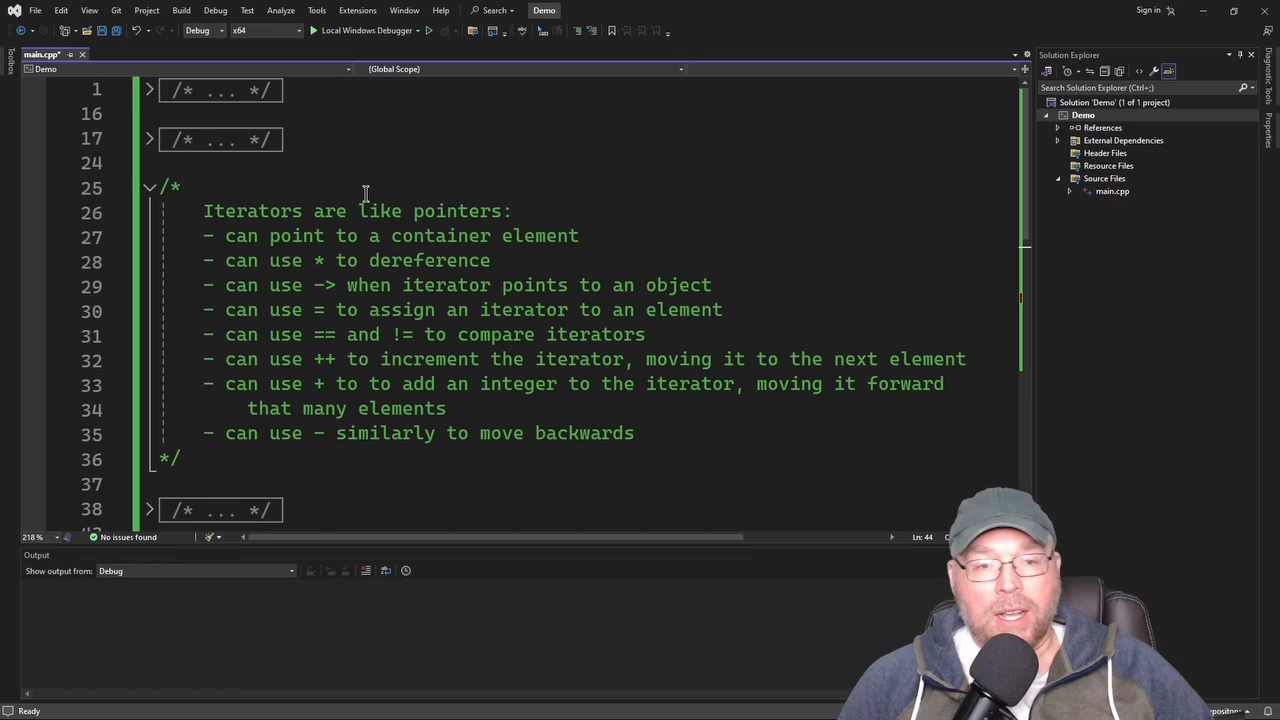 File Edit View Git Project Build Debug Test Analyze Tools Extensions Window Help Search Demo Sign in
Debug x64 Local Windows Debugger
main.cpp*
Demo (Global Scope)
Toolbox
1 /* ... */
16
17 /* ... */
24
25 /*
26 Iterators are like pointers:
27 - can point to a container element
28 - can use * to dereference
29 - can use -> when iterator points to an object
30 - can use = to assign an iterator to an element
31 - can use == and != to compare iterators
32 - can use ++ to increment the iterator, moving it to the next element
33 - can use + to to add an integer to the iterator, moving it forward
34 that many elements
35 - can use - similarly to move backwards
36 */
37
38 /* ... */
218 % No issues found Ln: 44
Output
Show output from: Debug
Ready
Solution Explorer
Search Solution Explorer (Ctrl+;)
Solution 'Demo' (1 of 1 project)
Demo
References
External Dependencies
Header Files
Resource Files
Source Files
main.cpp
Diagnostic Tools
Properties